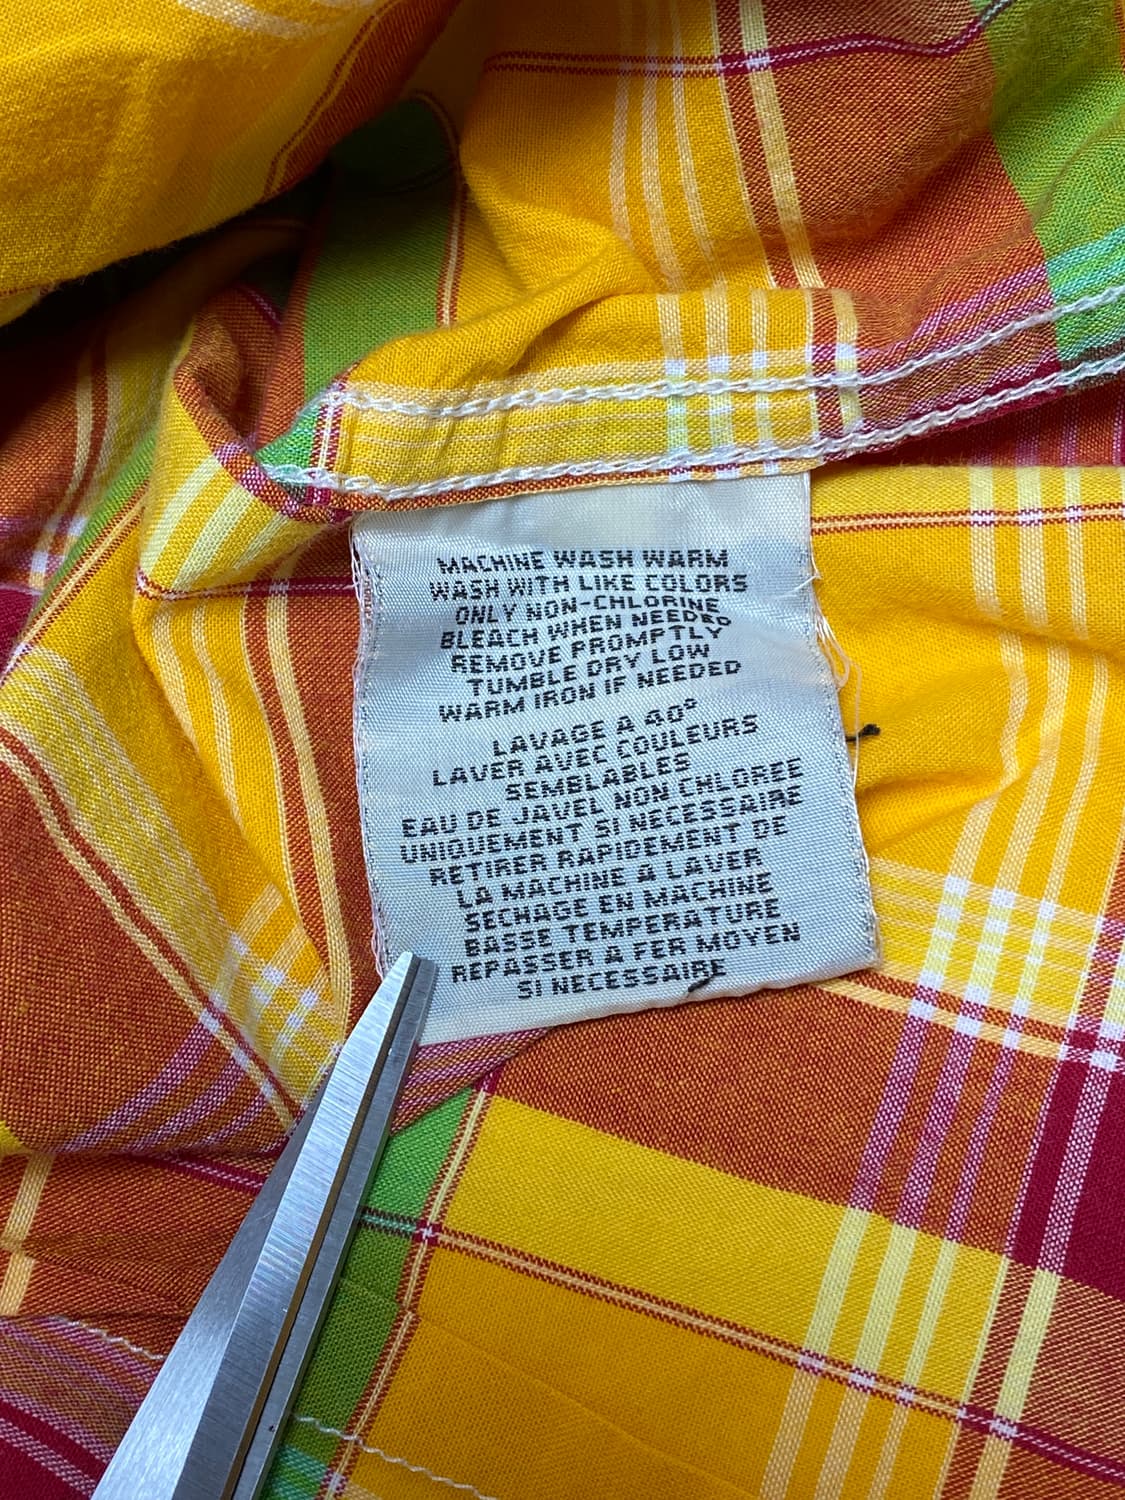 MACHINE WASH WARM
WASH WITH LIKE COLORS
ONLY NON-CHLORINE
BLEACH WHEN NEEDED
REMOVE PROMPTLY
TUMBLE DRY LOW
WARM IRON IF NEEDED
LAVAGE A 40°
LAVER AVEC COULEURS
SEMBLABLES
EAU DE JAVEL NON CHLOREE
UNIQUEMENT SI NECESSAIRE
RETIRER RAPIDEMENT DE
LA MACHINE A LAVER
SECHAGE EN MACHINE
BASSE TEMPERATURE
REPASSER A FER MOYEN
SI NECESSAIRE